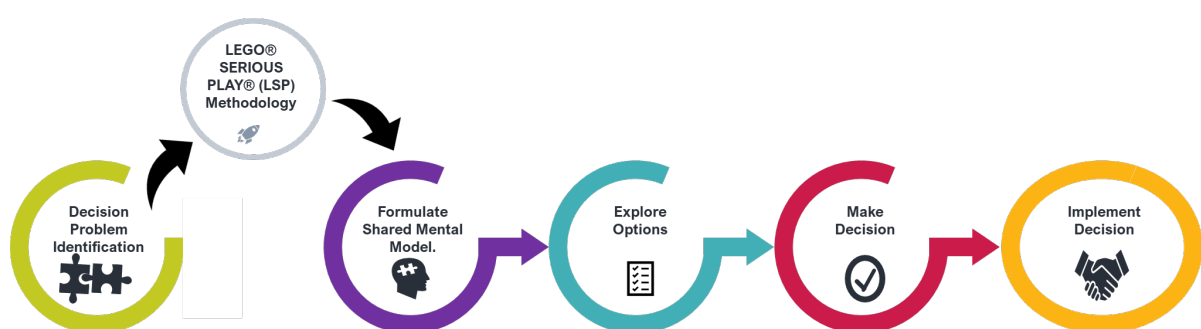 LEGO®
SERIOUS
PLAY® (LSP)
Methodology
Decision
Problem
Identification
Formulate
Shared Mental
Model.
Explore
Options
Make
Decision
Implement
Decision